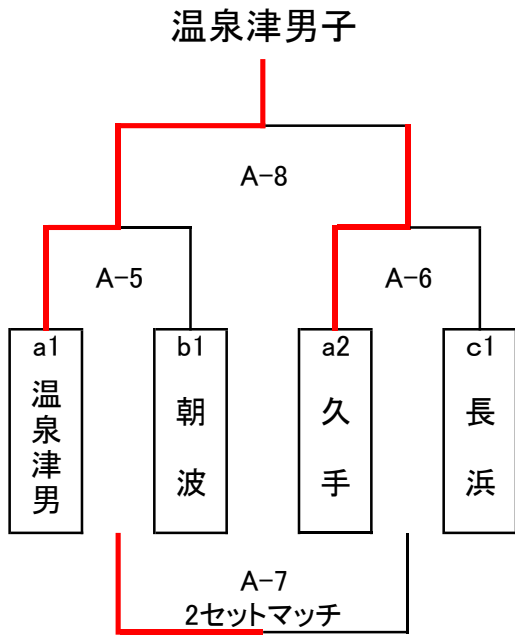 温泉津男子
A-8
A-5
A-6
a1
温泉津男
b1
朝波
a2
久手
c1
長浜
A-7
2セットマッチ